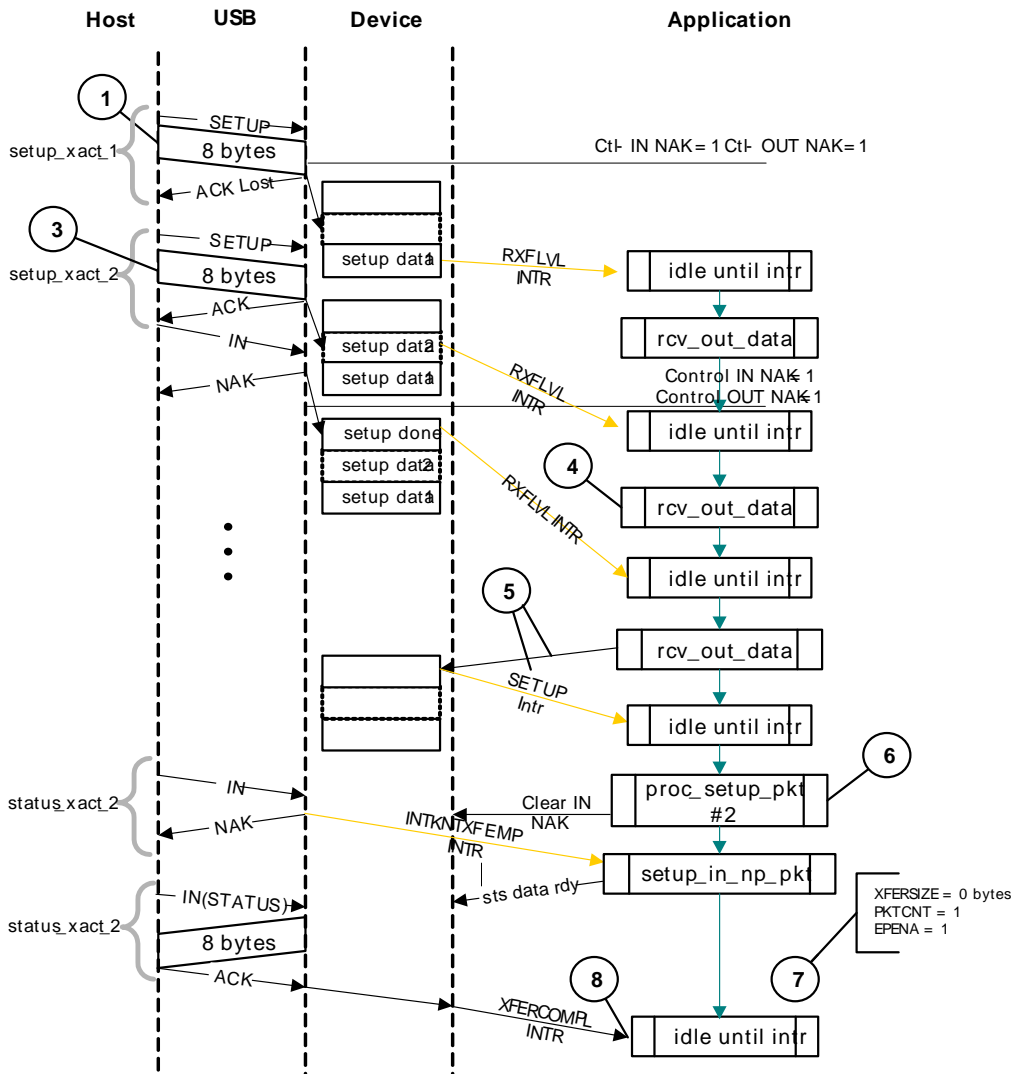 Host USB Device Application
1
SETUP
setup_xact_1
8 bytes
Ctl- IN NAK= 1 Ctl- OUT NAK= 1
ACK Lost
3
SETUP
setup data 1
RXFLVL
INTR
idle until intr
setup_xact_2
8 bytes
ACK
rcv_out_data
IN
setup data 2
setup data 1
RXFLVL
INTR
NAK
Control IN NAK= 1
Control OUT NAK=1
setup done
setup data 2
setup data 1
idle until intr
4
RXFLVL INTR
rcv_out_data
idle until intr
5
rcv_out_data
SETUP
Intr
idle until intr
6
IN
status_xact_2
NAK
Clear IN
NAK
proc_setup_pkt
#2
INTKNTXFEMP
INTR
setup_in_np_pkt
sts data rdy
IN(STATUS)
status_xact_2
8 bytes
XFERSIZE = 0 bytes
PKTCNT = 1
EPENA = 1
ACK
8
7
XFERCOMPL
INTR
idle until intr